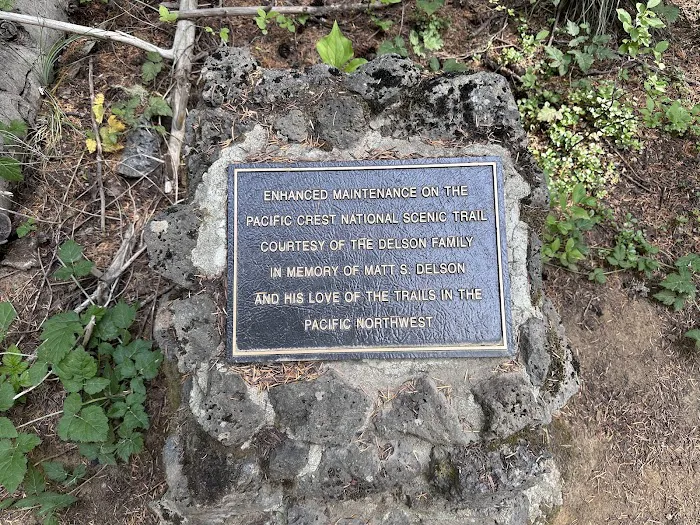 ENHANCED MAINTENANCE ON THE
PACIFIC CREST NATIONAL SCENIC TRAIL
COURTESY OF THE DELSON FAMILY
IN MEMORY OF MATT S. DELSON
AND HIS LOVE OF THE TRAILS IN THE
PACIFIC NORTHWEST